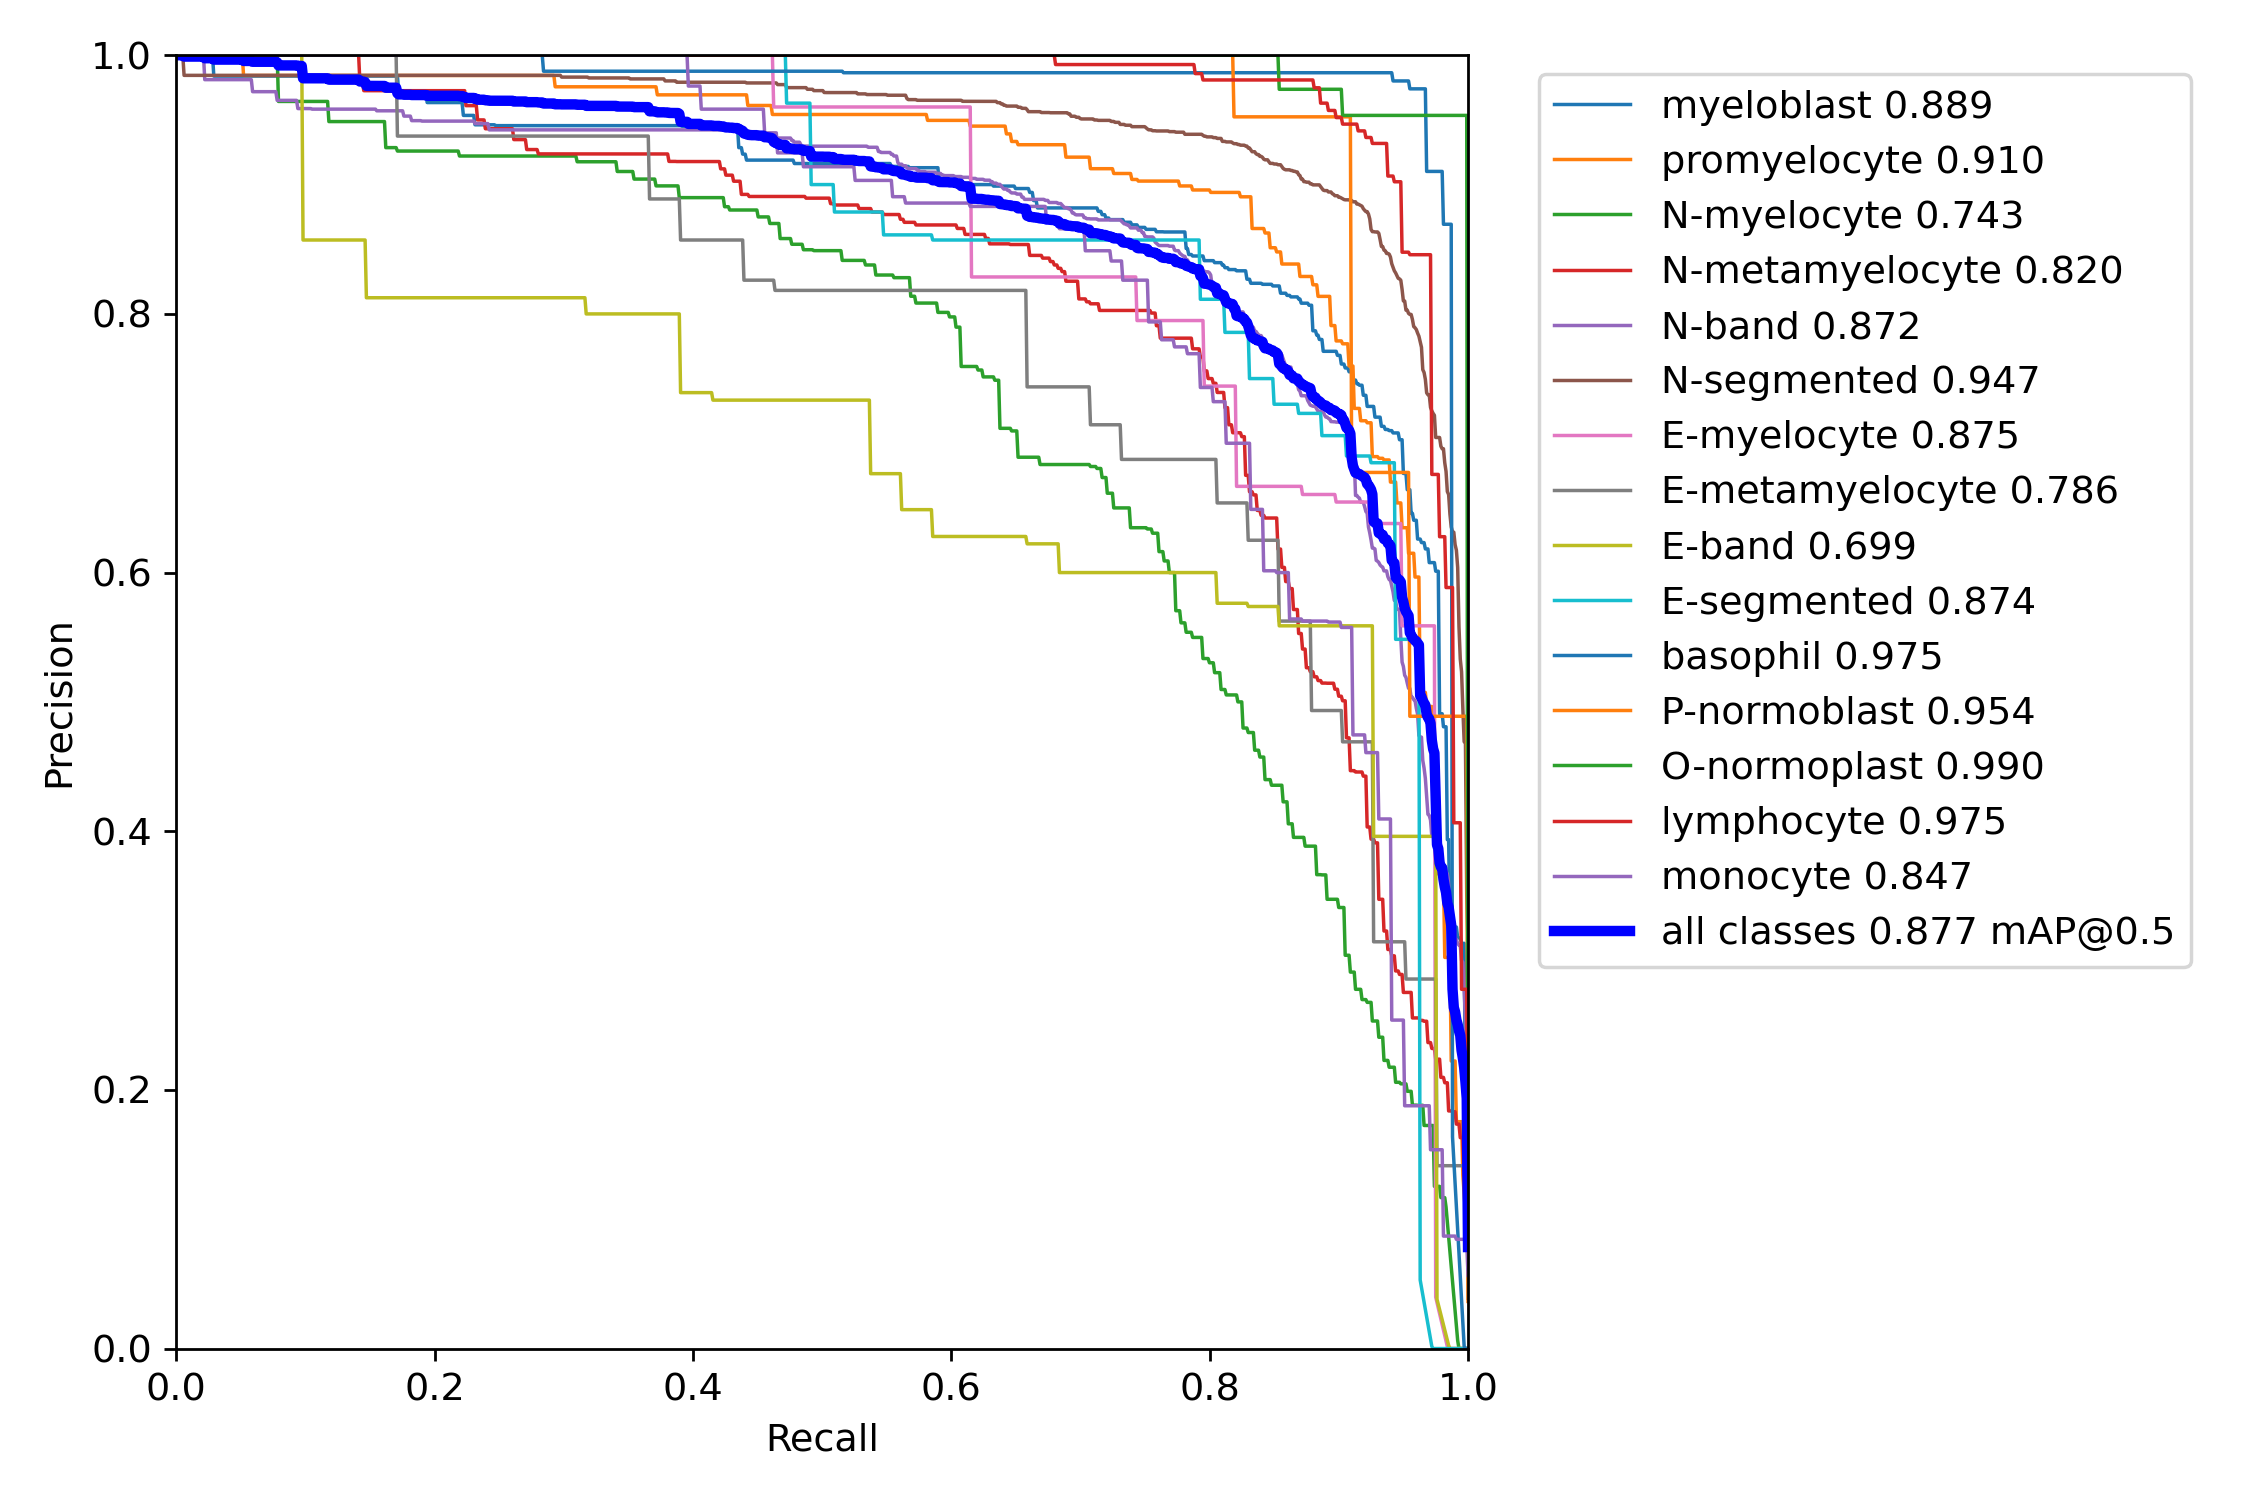 1.0
0.8
0.6
0.4
0.2
0.0
Precision
0.0 0.2 0.4 0.6 0.8 1.0
Recall
myeloblast 0.889
promyelocyte 0.910
N-myelocyte 0.743
N-metamyelocyte 0.820
N-band 0.872
N-segmented 0.947
E-myelocyte 0.875
E-metamyelocyte 0.786
E-band 0.699
E-segmented 0.874
basophil 0.975
P-normoblast 0.954
O-normoplast 0.990
lymphocyte 0.975
monocyte 0.847
all classes 0.877 mAP@0.5